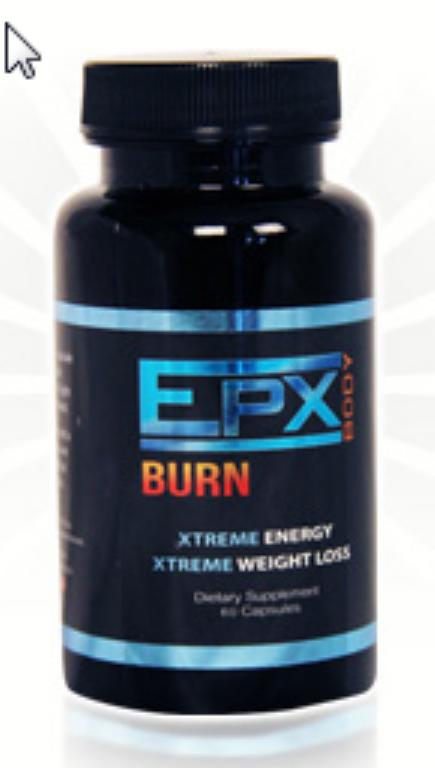 EPX BODY
BURN
XTREME ENERGY
XTREME WEIGHT LOSS
Dietary Supplement
60 Capsules